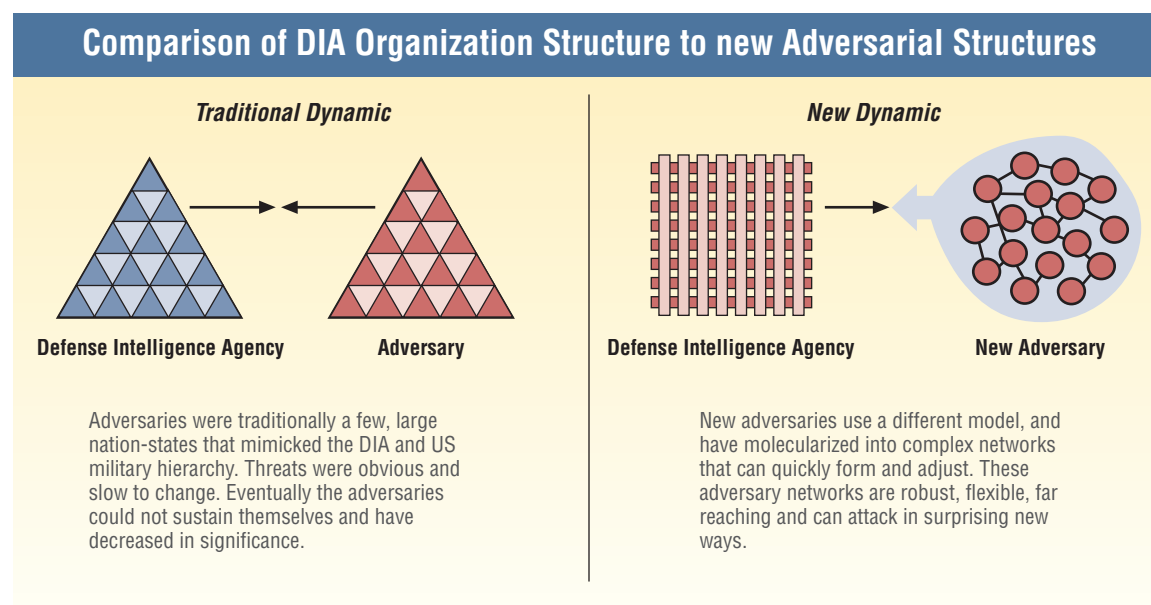 Comparison of DIA Organization Structure to new Adversarial Structures
Traditional Dynamic
Defense Intelligence Agency
Adversary
Adversaries were traditionally a few, large
nation-states that mimicked the DIA and US
military hierarchy. Threats were obvious and
slow to change. Eventually the adversaries
could not sustain themselves and have
decreased in significance.
New Dynamic
Defense Intelligence Agency
New Adversary
New adversaries use a different model, and
have molecularized into complex networks
that can quickly form and adjust. These
adversary networks are robust, flexible, far
reaching and can attack in surprising new
ways.